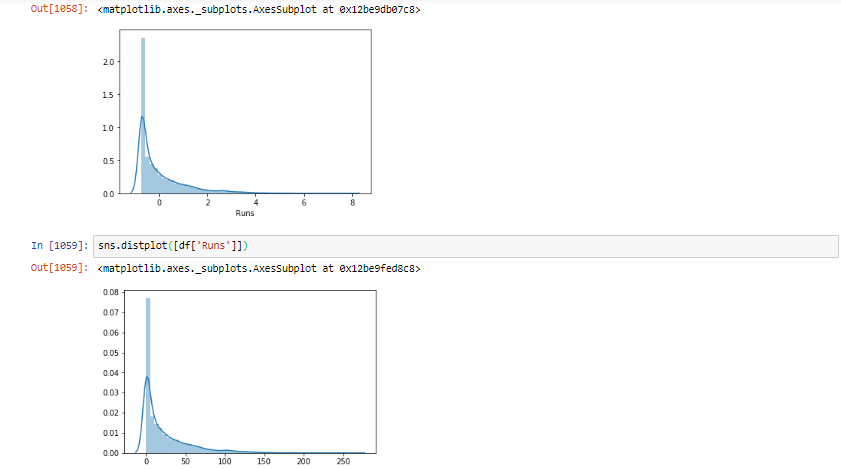 Out[1058]: <matplotlib.axes._subplots.AxesSubplot at 0x12be9db07c8>
2.0
1.5
1.0
0.5
0.0
0 2 4 6 8
Runs
In [1059]: sns.distplot([df['Runs']])
Out[1059]: <matplotlib.axes._subplots.AxesSubplot at 0x12be9fed8c8>
0.08
0.07
0.06
0.05
0.04
0.03
0.02
0.01
0.00
0 50 100 150 200 250